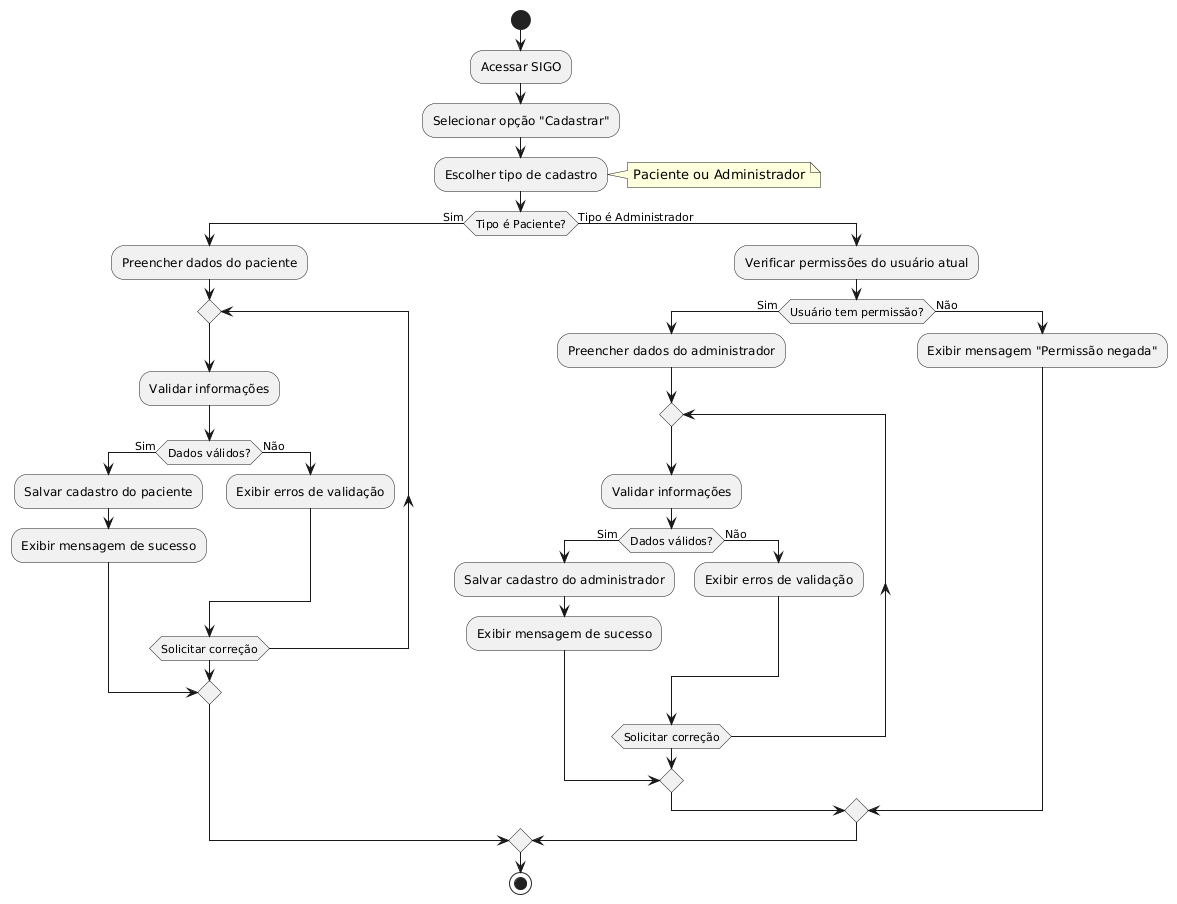 Acessar SIGO
Selecionar opção "Cadastrar"
Escolher tipo de cadastro
Paciente ou Administrador
Tipo é Paciente?
Sim
Tipo é Administrador
Preencher dados do paciente
Validar informações
Dados válidos?
Sim
Não
Salvar cadastro do paciente
Exibir mensagem de sucesso
Exibir erros de validação
Solicitar correção
Verificar permissões do usuário atual
Usuário tem permissão?
Sim
Não
Preencher dados do administrador
Validar informações
Dados válidos?
Sim
Não
Salvar cadastro do administrador
Exibir mensagem de sucesso
Exibir erros de validação
Solicitar correção
Exibir mensagem "Permissão negada"